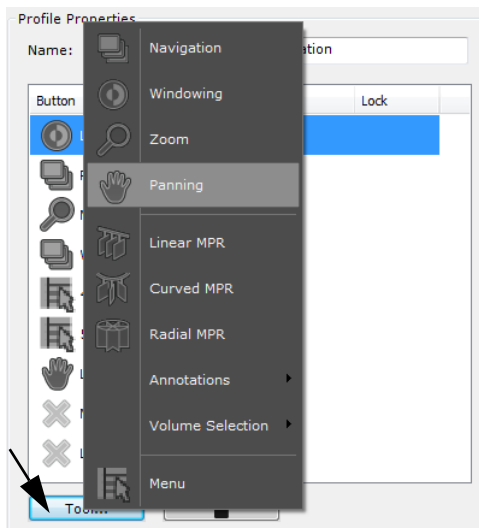 Profile Properties
Name: ation
Button Lock
Navigation
Windowing
Zoom
Panning
Linear MPR
Curved MPR
Radial MPR
Annotations
Volume Selection
Menu